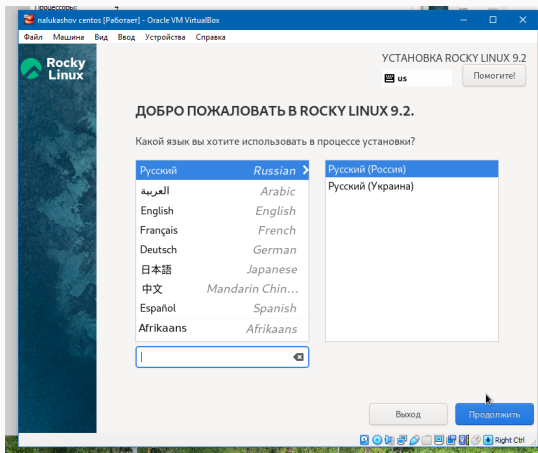 Процессоры: 4
nalukashov centos [Работает] - Oracle VM VirtualBox
Файл Машина Вид Ввод Устройства Справка
Rocky
Linux
УСТАНОВКА ROCKY LINUX 9.2
us
Помогите!
ДОБРО ПОЖАЛОВАТЬ В ROCKY LINUX 9.2.
Какой язык вы хотите использовать в процессе установки?
Русский Russian
العربية Arabic
English English
Français French
Deutsch German
日本語 Japanese
中文 Mandarin Chin...
Español Spanish
Afrikaans Afrikaans
Русский (Россия)
Русский (Украина)
Выход
Продолжить
Right Ctrl